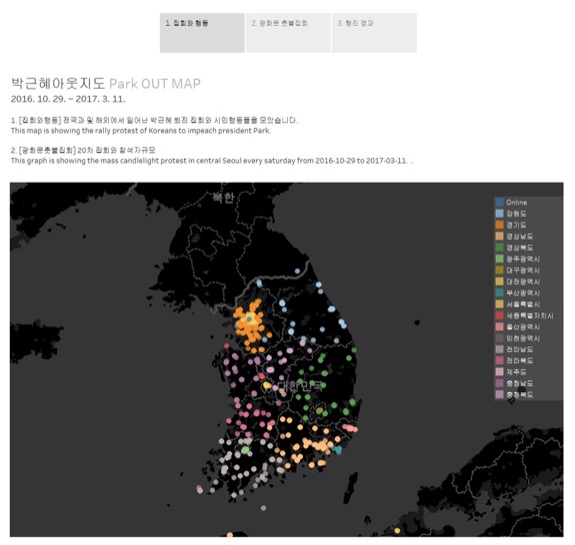 1. 집회와 행동
2. 광화문 촛불집회
3. 행진 경과
박근혜아웃지도 Park OUT MAP
2016. 10. 29. ~ 2017. 3. 11.
1. [집회와행동] 전국과 및 해외에서 일어난 박근혜 퇴진 집회와 시민행동들을 모았습니다.
This map is showing the rally protest of Koreans to impeach president Park.
2. [광화문촛불집회] 20차 집회와 참석자규모
This graph is showing the mass candlelight protest in central Seoul every saturday from 2016-10-29 to 2017-03-11. ..
북한
대한민국
Online
강원도
경기도
경상남도
경상북도
광주광역시
대구광역시
대전광역시
부산광역시
서울특별시
세종특별자치시
울산광역시
인천광역시
전라남도
전라북도
제주도
충청남도
충청북도